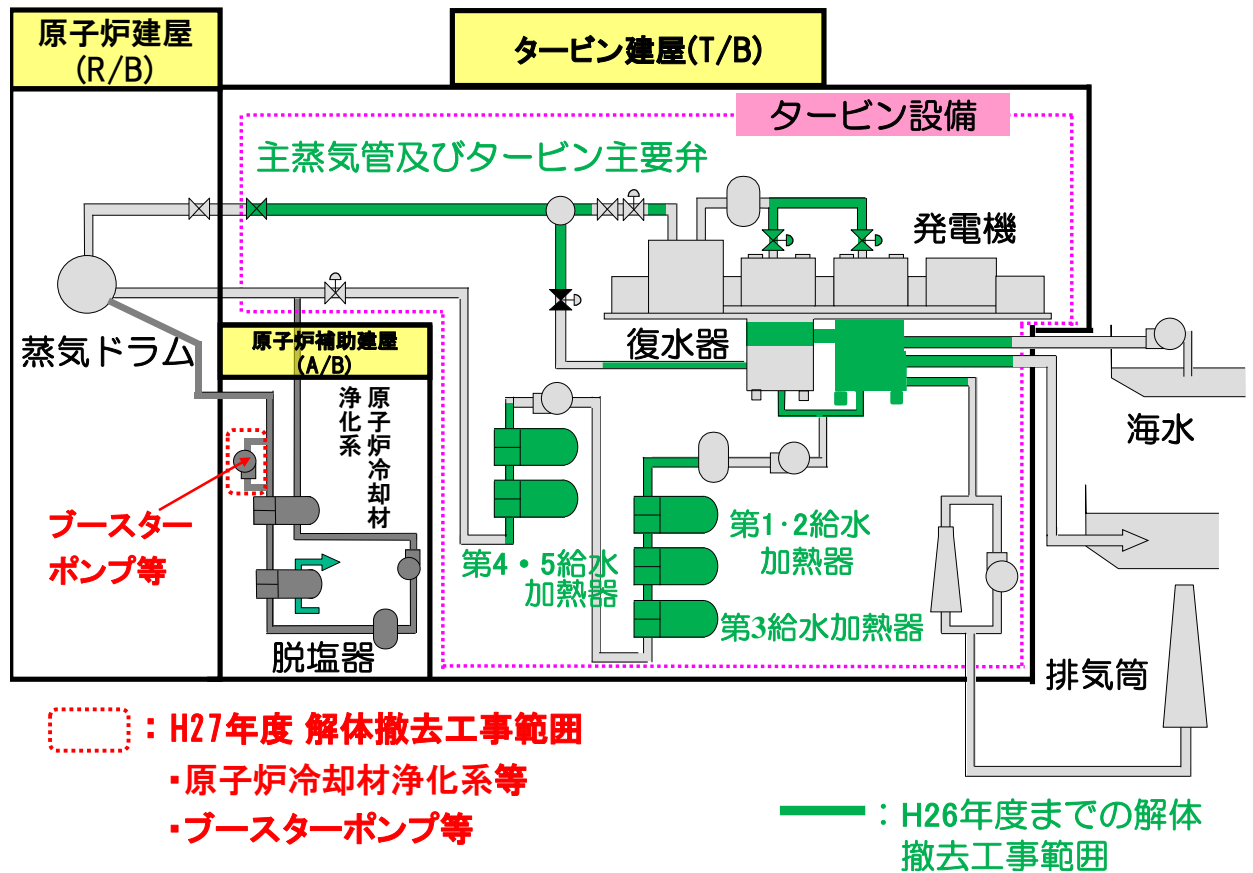 原子炉建屋
(R/B)
タービン建屋(T/B)
タービン設備
主蒸気管及びタービン主要弁
発電機
蒸気ドラム
原子炉補助建屋
(A/B)
復水器
原子炉冷却材
浄化系
海水
ブースター
ポンプ等
第1・2給水
加熱器
第4・5給水
加熱器
第3給水加熱器
脱塩器
排気筒
：H27年度 解体撤去工事範囲
・原子炉冷却材浄化系等
・ブースターポンプ等
：H26年度までの解体
撤去工事範囲